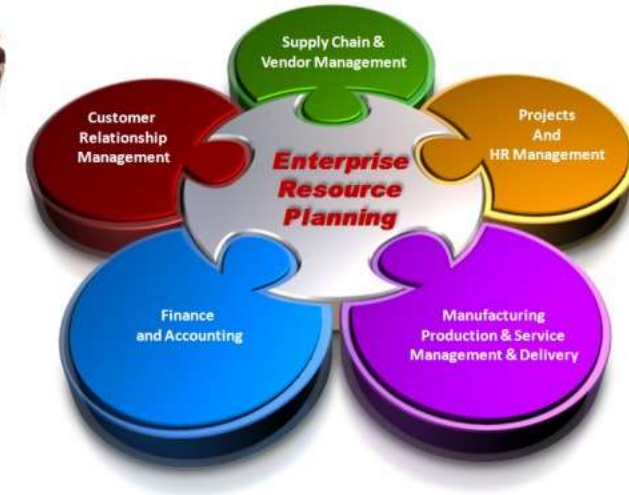 Supply Chain &
Vendor Management
Customer
Relationship
Management
Projects
And
HR Management
Enterprise
Resource
Planning
Finance
and Accounting
Manufacturing
Production & Service
Management & Delivery